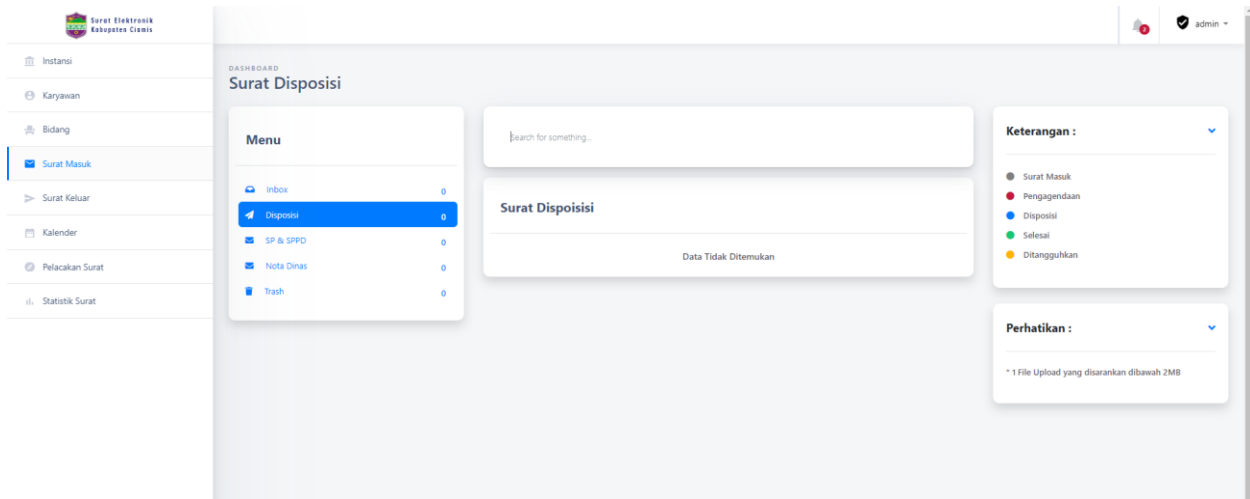 Surat Elektronik
Kabupaten Ciamis
2
admin
Instansi
Karyawan
Bidang
Surat Masuk
Surat Keluar
Kalender
Pelacakan Surat
Statistik Surat
DASHBOARD
Surat Disposisi
Menu
Inbox 0
Disposisi 0
SP & SPPD 0
Nota Dinas 0
Trash 0
Search for something...
Surat Dispoisisi
Data Tidak Ditemukan
Keterangan :
Surat Masuk
Pengagendaan
Disposisi
Selesai
Ditangguhkan
Perhatikan :
* 1 File Upload yang disarankan dibawah 2MB